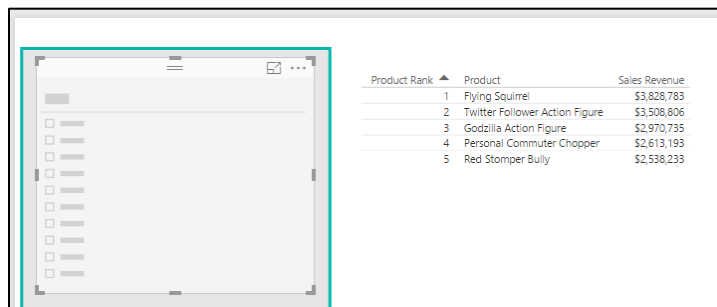 Product Rank Product Sales Revenue
1 Flying Squirrel $3,828,783
2 Twitter Follower Action Figure $3,508,806
3 Godzilla Action Figure $2,970,735
4 Personal Commuter Chopper $2,613,193
5 Red Stomper Bully $2,538,233